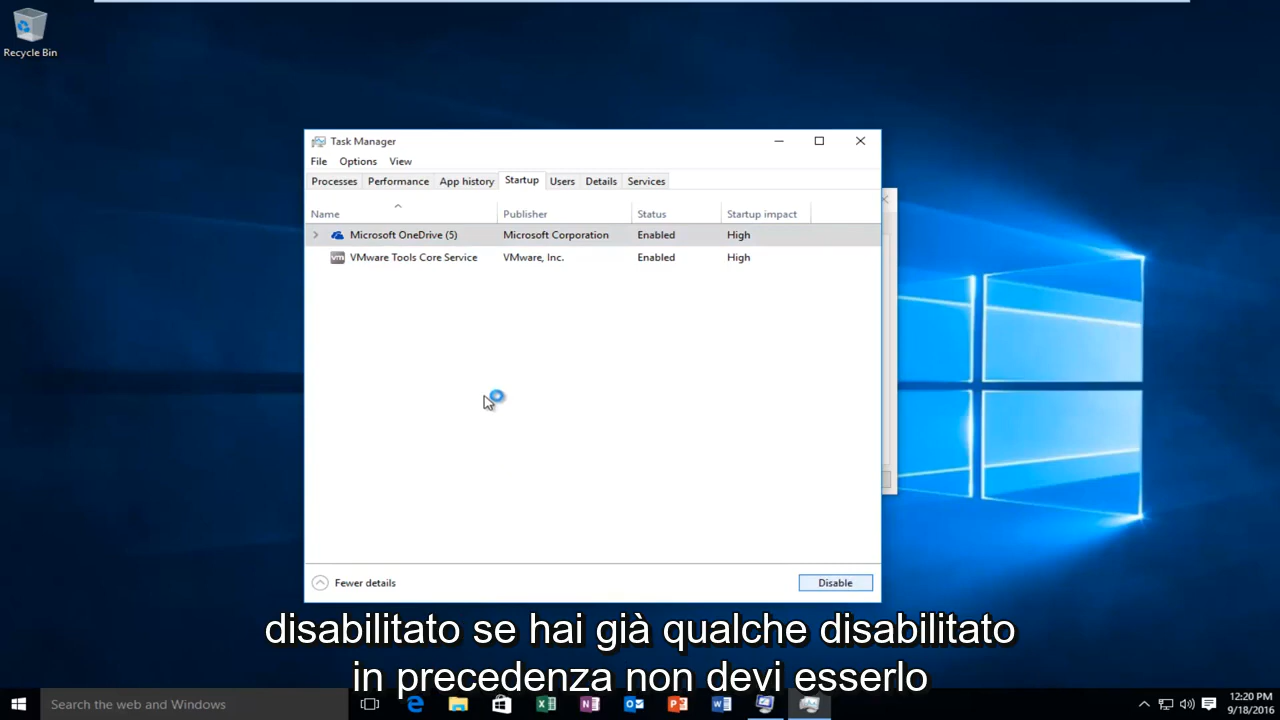 Recycle Bin
Task Manager
File Options View
Processes Performance App history Startup Users Details Services
Name Publisher Status Startup impact
Microsoft OneDrive (5) Microsoft Corporation Enabled High
vm VMware Tools Core Service VMware, Inc. Enabled High
Fewer details Disable
disabilitato se hai già qualche disabilitato
in precedenza non devi esserlo
Search the web and Windows
12:20 PM
9/18/2016